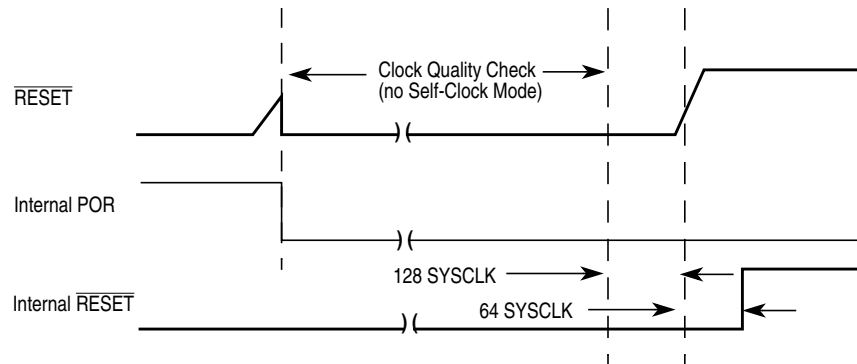 Clock Quality Check
(no Self-Clock Mode)
RESET
Internal POR
128 SYSCLK
Internal RESET
64 SYSCLK